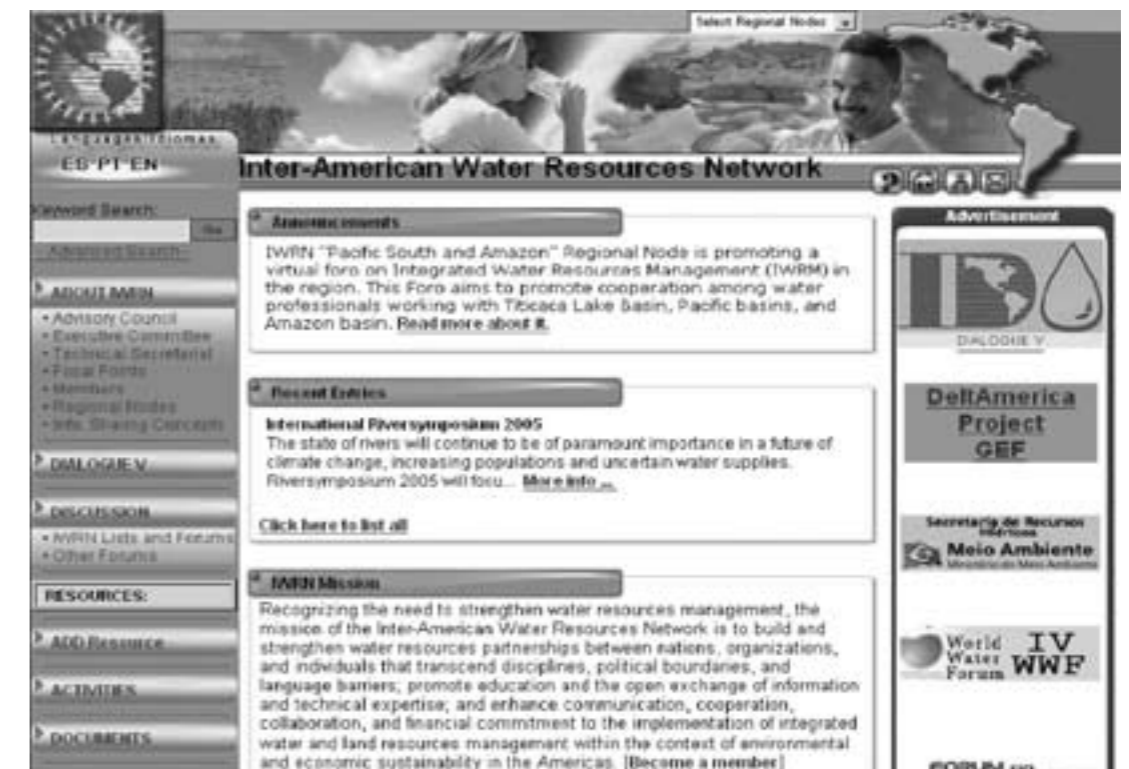 Select Regional Nodes
Languages/Idiomas
ES-PT-EN
Inter-American Water Resources Network
Keyword Search:
Go
Advanced Search
ABOUT IWRN
• Advisory Council
• Executive Committee
• Technical Secretariat
• Focal Points
• Members
• Regional Nodes
• Info. Sharing Concepts
DIALOGUE V
DISCUSSION
• IWRN Lists and Forums
• Other Forums
RESOURCES:
ADD Resource
ACTIVITIES
DOCUMENTS
Announcements
IWRN "Pacific South and Amazon" Regional Node is promoting a
virtual foro on Integrated Water Resources Management (IWRM) in
the region. This Foro aims to promote cooperation among water
professionals working with Titicaca Lake basin, Pacific basins, and
Amazon basin. Read more about it.
Recent Entries
International Riversymposium 2005
The state of rivers will continue to be of paramount importance in a future of
climate change, increasing populations and uncertain water supplies.
Riversymposium 2005 will focu... More info ...
Click here to list all
IWRN Mission
Recognizing the need to strengthen water resources management, the
mission of the Inter-American Water Resources Network is to build and
strengthen water resources partnerships between nations, organizations,
and individuals that transcend disciplines, political boundaries, and
language barriers; promote education and the open exchange of information
and technical expertise; and enhance communication, cooperation,
collaboration, and financial commitment to the implementation of integrated
water and land resources management within the context of environmental
and economic sustainability in the Americas. [Become a member]
Advertisement
D
DIALOGUE V
DeltAmerica
Project
GEF
Secretaria de Recursos
Hídricos
Meio Ambiente
Ministério do Meio Ambiente
World
Water
Forum
IV
WWF